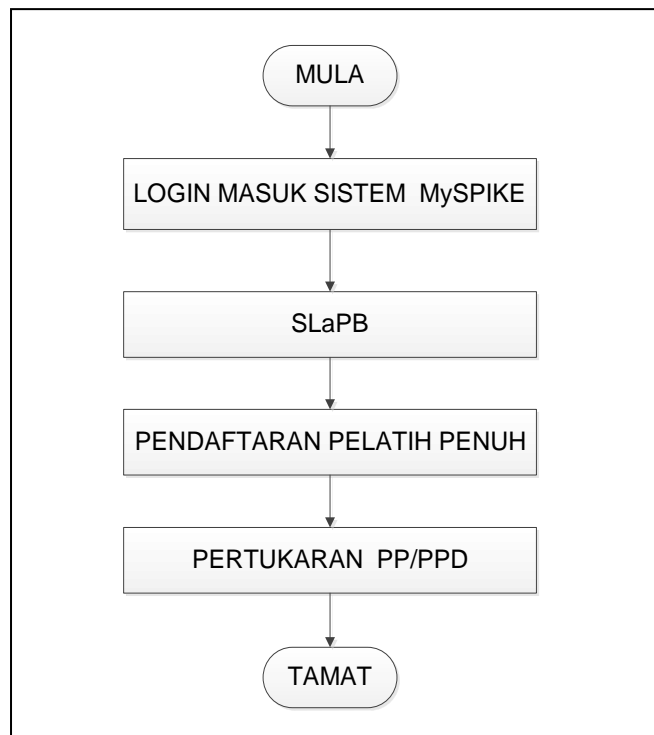 MULA
LOGIN MASUK SISTEM MySPIKE
SLaPB
PENDAFTARAN PELATIH PENUH
PERTUKARAN PP/PPD
TAMAT